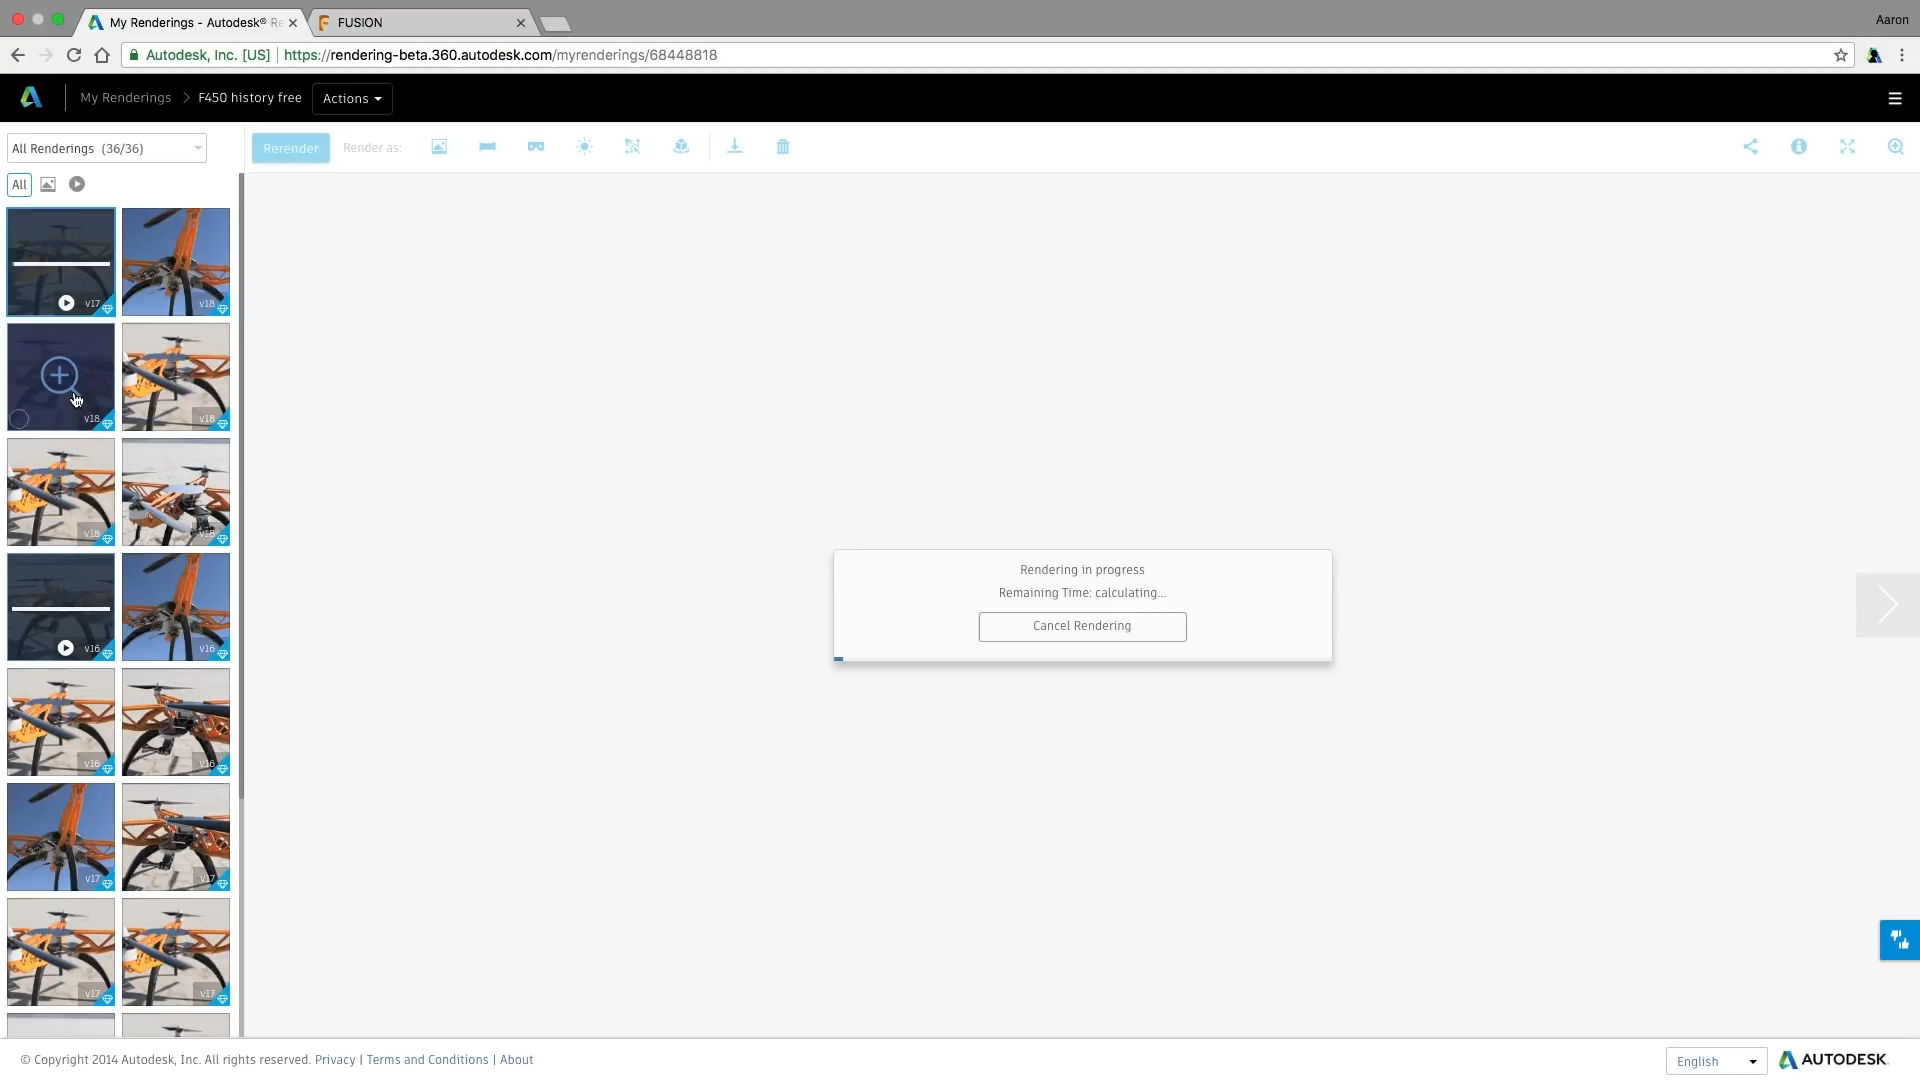 My Renderings - Autodesk® Re
FUSION
Aaron
Autodesk, Inc. [US]
https://rendering-beta.360.autodesk.com/myrenderings/68448818
My Renderings
F450 history free
Actions
All Renderings (36/36)
Rerender
Render as:
All
v17
v18
v18
v18
v18
v18
v16
v16
v16
v16
v17
v17
v17
v17
Rendering in progress
Remaining Time: calculating...
Cancel Rendering
© Copyright 2014 Autodesk, Inc. All rights reserved. Privacy | Terms and Conditions | About
English
AUTODESK